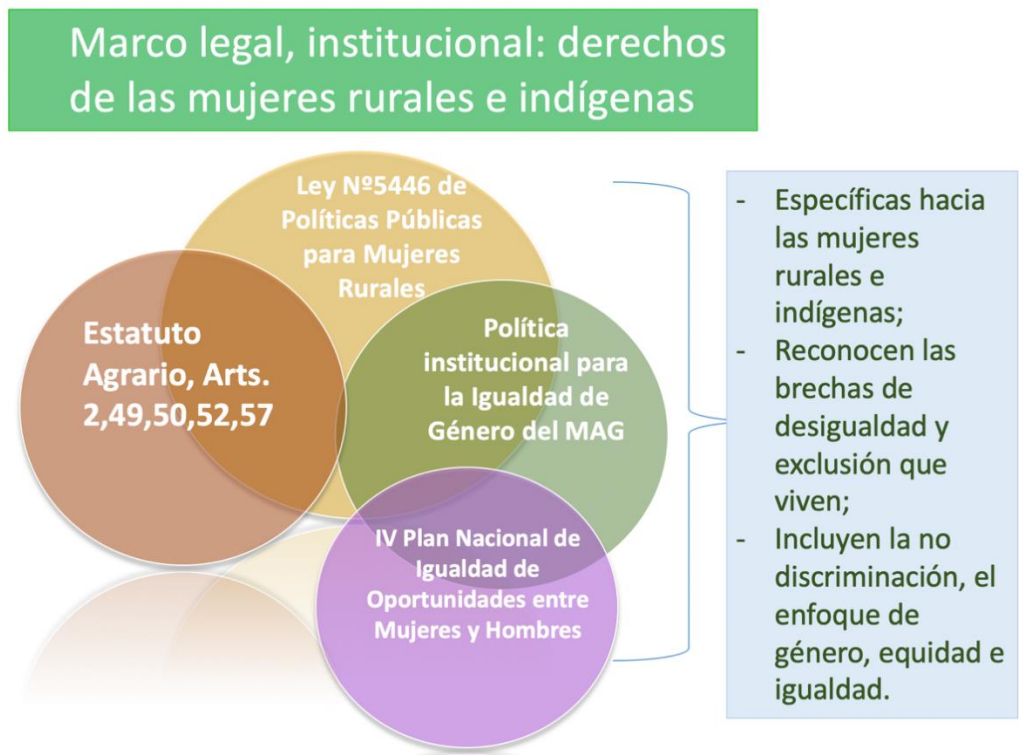 Marco legal, institucional: derechos
de las mujeres rurales e indígenas
Ley Nº5446 de
Políticas Públicas
para Mujeres
Rurales
Estatuto
Agrario, Arts.
2,49,50,52,57
Política
institucional para
la Igualdad de
Género del MAG
IV Plan Nacional de
Igualdad de
Oportunidades entre
Mujeres y Hombres
- Específicas hacia
las mujeres
rurales e
indígenas;
- Reconocen las
brechas de
desigualdad y
exclusión que
viven;
- Incluyen la no
discriminación, el
enfoque de
género, equidad e
igualdad.